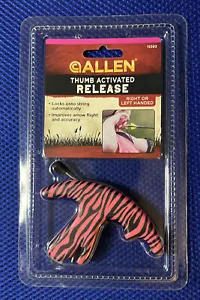 ALLEN
THUMB ACTIVATED
RELEASE
RIGHT OR
LEFT HANDED
• Locks onto string
automatically
• Improves arrow flight
and accuracy